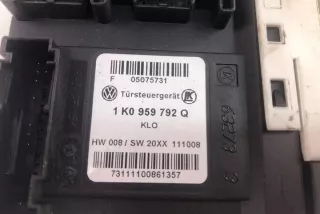 F 05075731
Türsteuergerät K
1 K0 959 792 Q
KLO
HW 008 / SW 20XX 111008
73111100861357